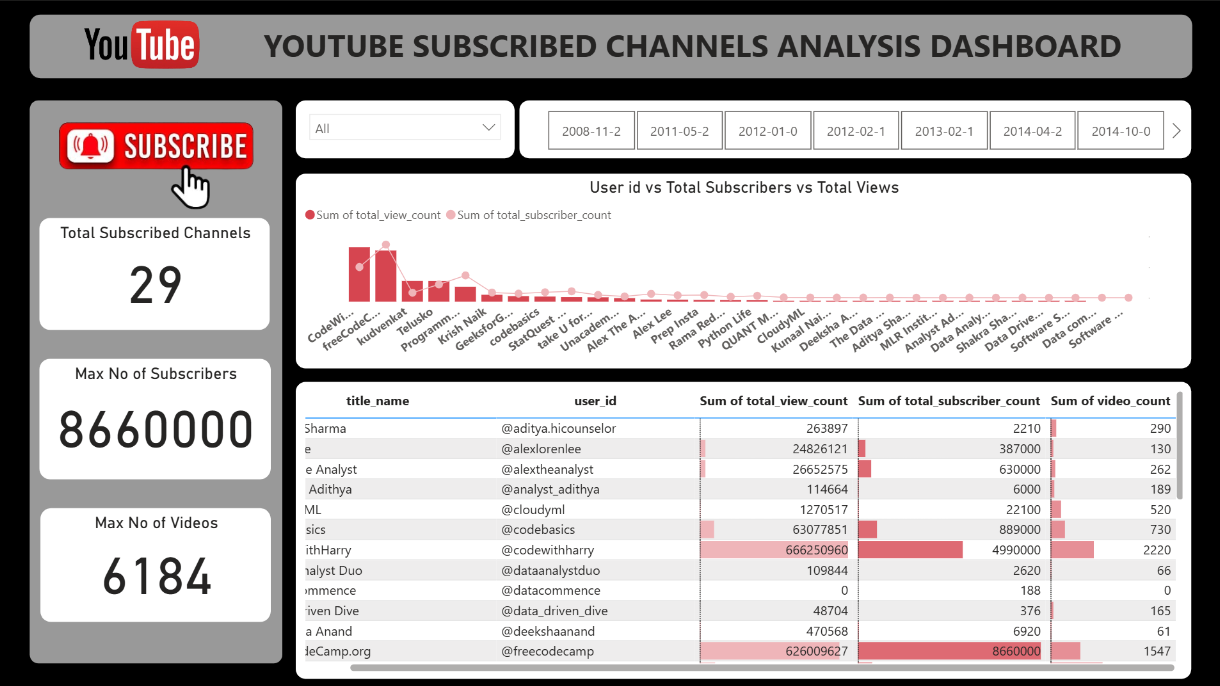 YouTube
YOUTUBE SUBSCRIBED CHANNELS ANALYSIS DASHBOARD
SUBSCRIBE
Total Subscribed Channels
29
Max No of Subscribers
8660000
Max No of Videos
6184
All
2008-11-2 2011-05-2 2012-01-0 2012-02-1 2013-02-1 2014-04-2 2014-10-0
User id vs Total Subscribers vs Total Views
Sum of total_view_count Sum of total_subscriber_count
CodeWi...
freeCodeC...
kudvenkat
Telusko
Programm...
Krish Naik
GeeksforG...
codebasics
StatQuest ...
take U for...
Unacadem...
Alex The A...
Alex Lee
Prep Insta
Rama Red...
Python Life
QUANT M...
CloudyML
Kunaal Nai...
Deeksha A...
The Data ...
Aditya Sha...
MLR Instit...
Analyst Ad...
Data Analy...
Shakra Sha...
Data Drive...
Software S...
Data com...
Software ...
title_name user_id Sum of total_view_count Sum of total_subscriber_count Sum of video_count
Sharma @aditya.hicounselor 263897 2210 290
e @alexlorenlee 24826121 387000 130
e Analyst @alextheanalyst 26652575 630000 262
Adithya @analyst_adithya 114664 6000 189
ML @cloudyml 1270517 22100 520
sics @codebasics 63077851 889000 730
ithHarry @codewithharry 666250960 4990000 2220
nalyst Duo @dataanalystduo 109844 2620 66
ommence @datacommence 0 188 0
riven Dive @data_driven_dive 48704 376 165
a Anand @deekshaanand 470568 6920 61
deCamp.org @freecodecamp 626009627 8660000 1547